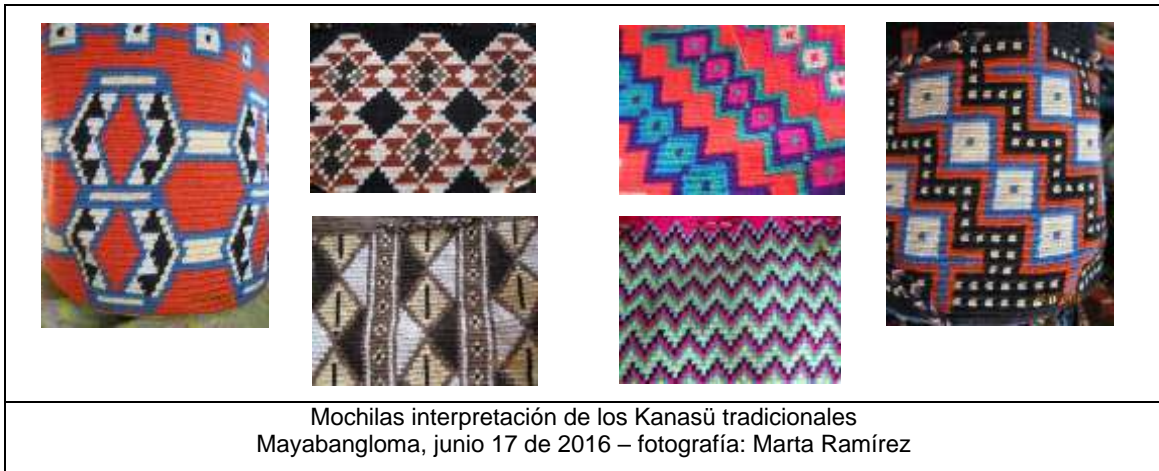 Mochilas interpretación de los Kanasü tradicionales
Mayabangloma, junio 17 de 2016 – fotografía: Marta Ramírez